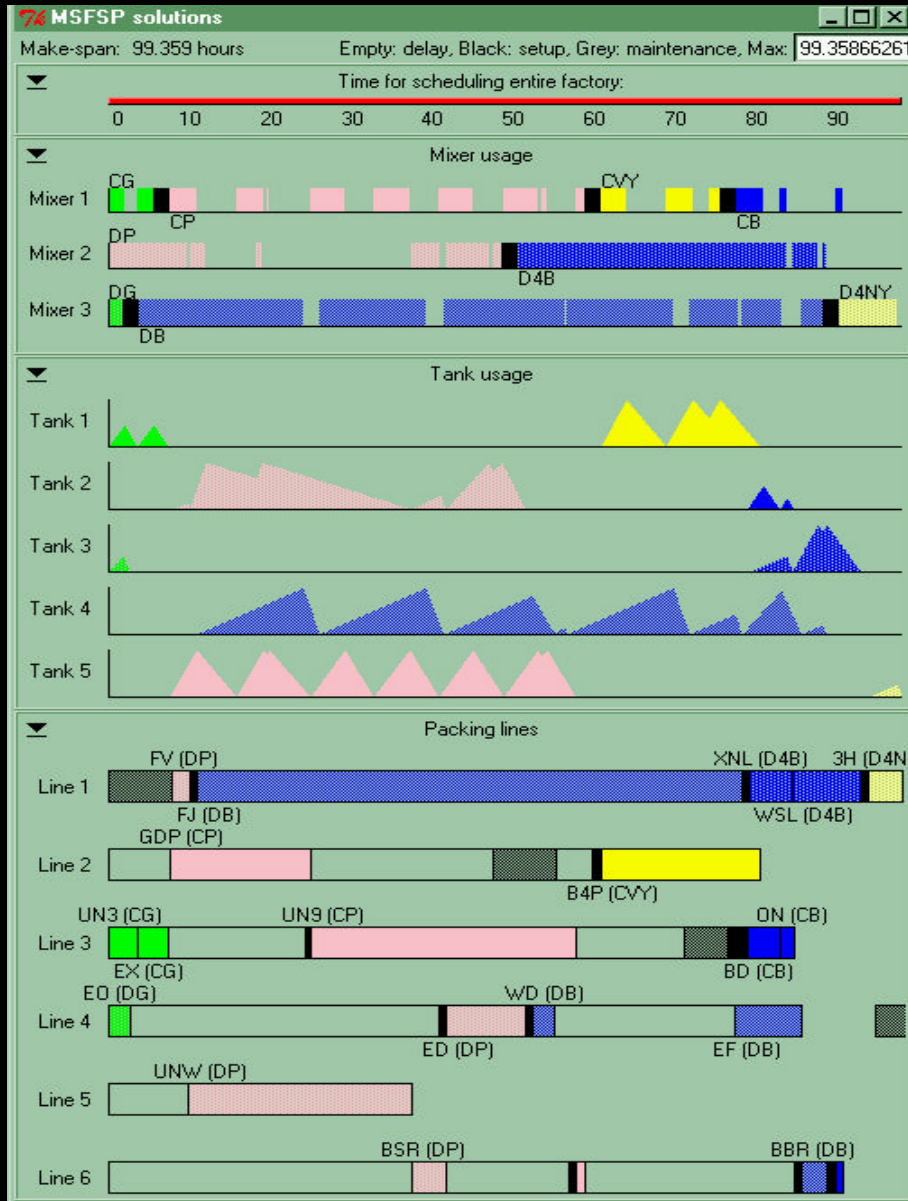 7% MSFSP solutions
Make-span: 99.359 hours Empty: delay, Black: setup, Grey: maintenance, Max: 99.35866261
Time for scheduling entire factory:
0 10 20 30 40 50 60 70 80 90
Mixer usage
CG CVY
Mixer 1
CP CB
DP
Mixer 2
D4B
DG D4NY
Mixer 3
DB
Tank usage
Tank 1
Tank 2
Tank 3
Tank 4
Tank 5
Packing lines
FV (DP) XNL (D4B) 3H (D4N
Line 1
FJ (DB) WSL (D4B)
GDP (CP)
Line 2
B4P (CVY)
UN3 (CG) UN9 (CP) ON (CB)
Line 3
EX (CG) BD (CB)
EO (DG) WD (DB)
Line 4
ED (DP) EF (DB)
UNW (DP)
Line 5
BSR (DP) BBR (DB)
Line 6